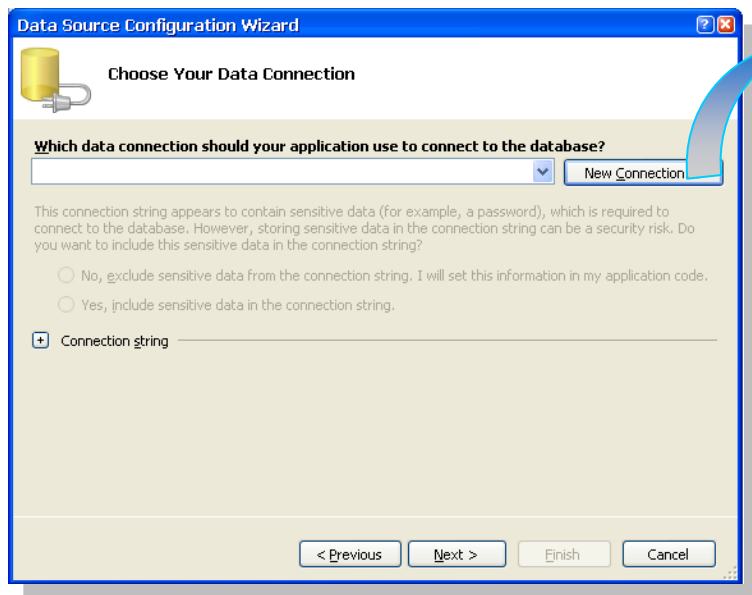 Data Source Configuration Wizard
Choose Your Data Connection
Which data connection should your application use to connect to the database?
New Connection
This connection string appears to contain sensitive data (for example, a password), which is required to
connect to the database. However, storing sensitive data in the connection string can be a security risk. Do
you want to include this sensitive data in the connection string?
No, exclude sensitive data from the connection string. I will set this information in my application code.
Yes, include sensitive data in the connection string.
+ Connection string
< Previous Next > Finish Cancel